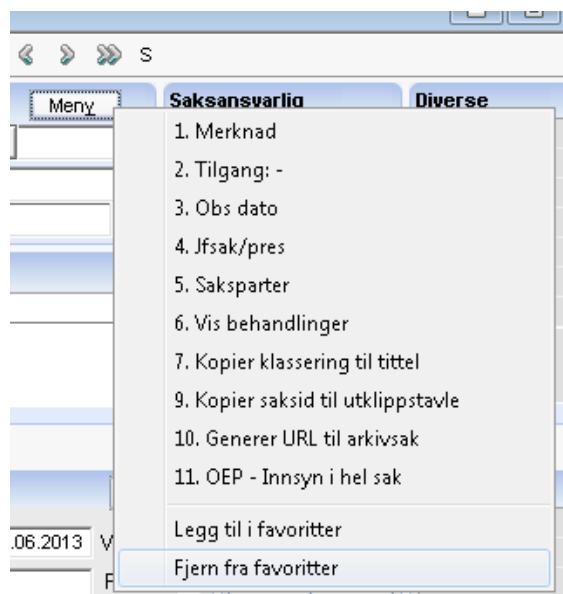 S
Meny
Saksansvarlig
Diverse
1. Merknad
2. Tilgang: -
3. Obs dato
4. Jfsak/pres
5. Saksparter
6. Vis behandlinger
7. Kopier klassering til tittel
9. Kopier saksid til utklippstavle
10. Generer URL til arkivsak
11. OEP - Innsyn i hel sak
Legg til i favoritter
.06.2013 V
Fjern fra favoritter
F